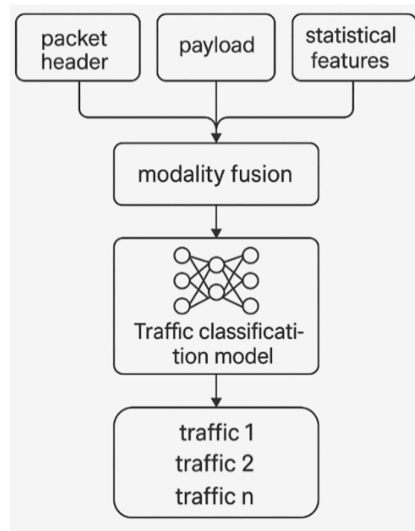 packet
header
payload
statistical
features
modality fusion
Traffic classificati-
tion model
traffic 1
traffic 2
traffic n